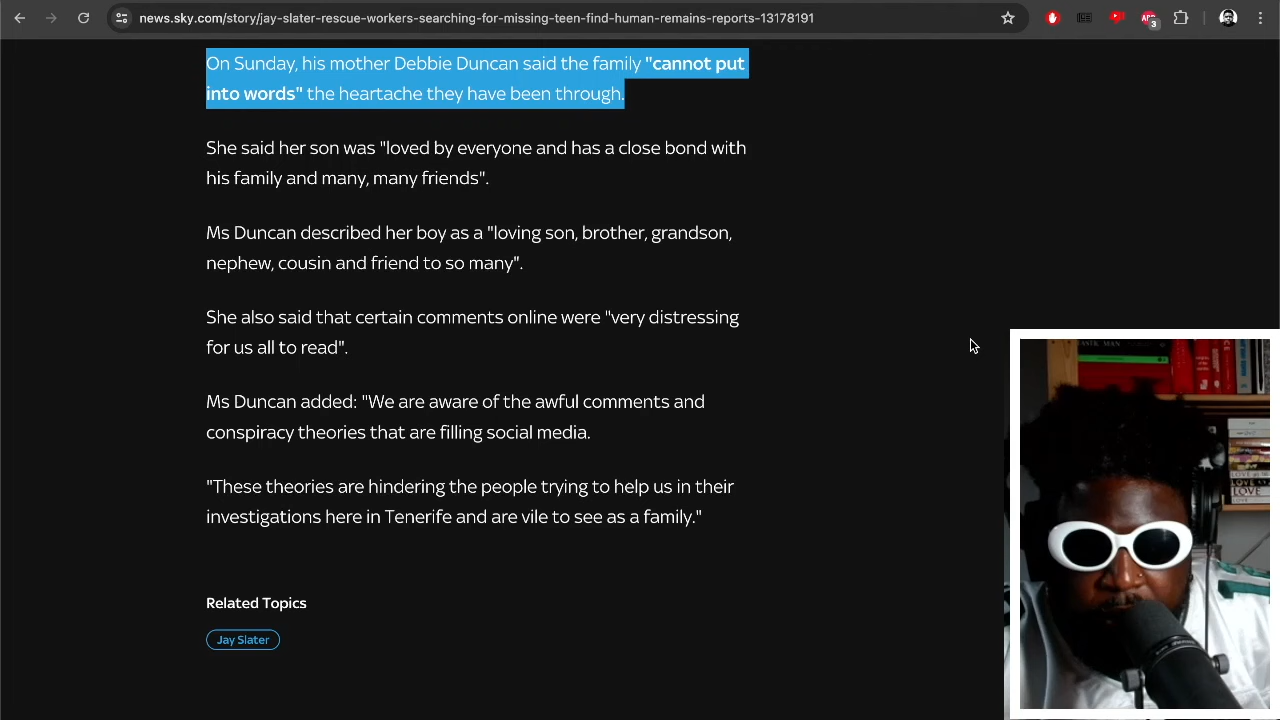 news.sky.com/story/jay-slater-rescue-workers-searching-for-missing-teen-find-human-remains-reports-13178191
3
On Sunday, his mother Debbie Duncan said the family "cannot put
into words" the heartache they have been through.
She said her son was "loved by everyone and has a close bond with
his family and many, many friends".
Ms Duncan described her boy as a "loving son, brother, grandson,
nephew, cousin and friend to so many".
She also said that certain comments online were "very distressing
for us all to read".
Ms Duncan added: "We are aware of the awful comments and
conspiracy theories that are filling social media.
"These theories are hindering the people trying to help us in their
investigations here in Tenerife and are vile to see as a family."
Related Topics
Jay Slater
TASTIC MAN
LOVE
LOVE